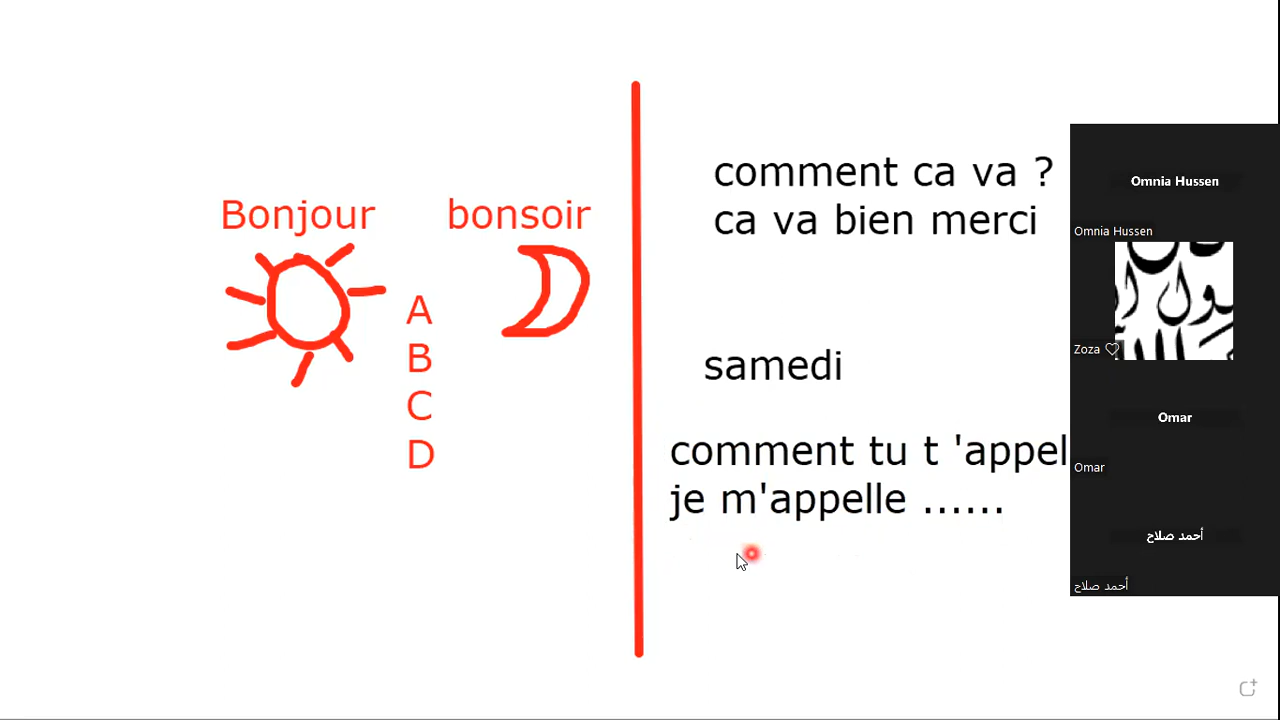 Bonjour bonsoir
A
B
C
D
comment ca va ?
ca va bien merci
samedi
comment tu t 'appel
je m'appelle ......
Omnia Hussen
Omnia Hussen
Zoza ♡
Omar
Omar
أحمد صلاح
أحمد صلاح